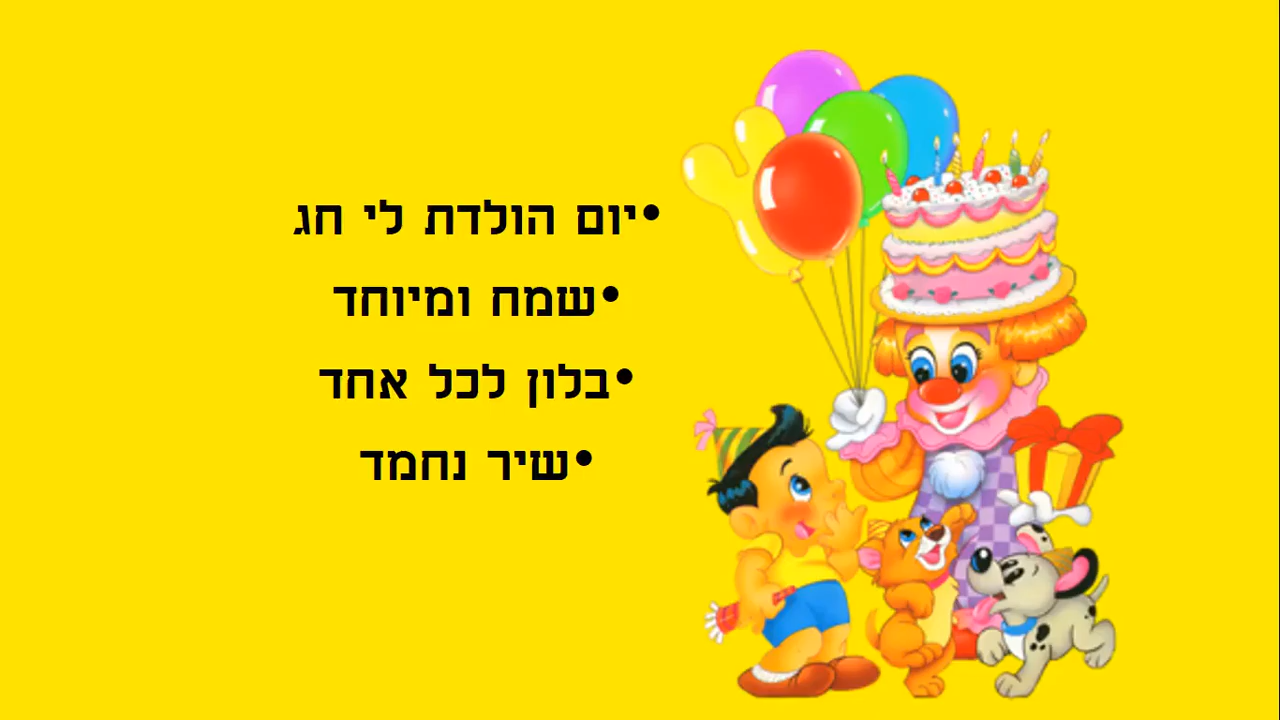 •יום הולדת לי חג
•שמח ומיוחד
•בלון לכל אחד
•שיר נחמד